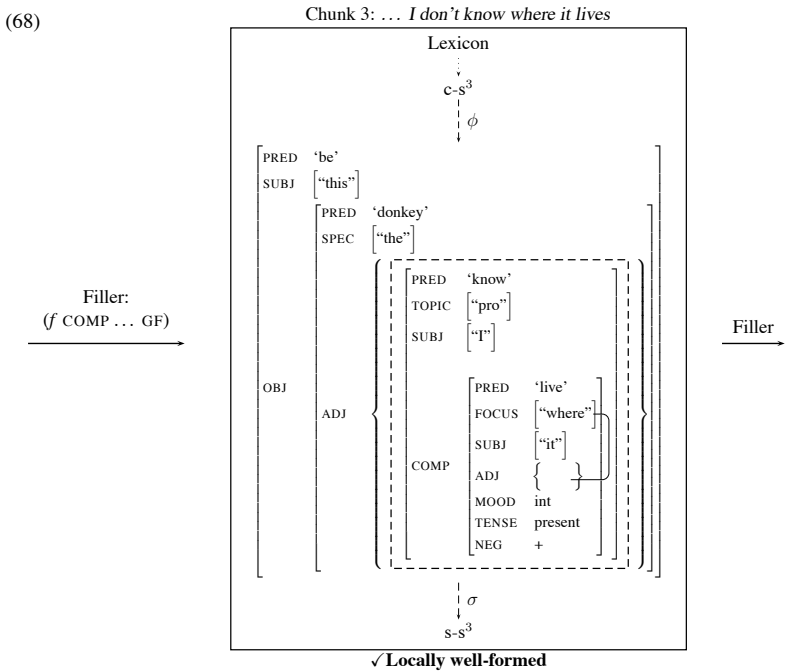 (68)
Chunk 3: … I don't know where it lives
Lexicon
c-s³
ϕ
PRED ‘be’
SUBJ [“this”]
PRED ‘donkey’
SPEC [“the”]
PRED ‘know’
TOPIC [“pro”]
SUBJ [“I”]
Filler:
(f COMP … GF)
Filler
PRED ‘live’
OBJ
ADJ
FOCUS [“where”]
SUBJ [“it”]
COMP
ADJ { }
MOOD int
TENSE present
NEG +
σ
s-s³
✓Locally well-formed